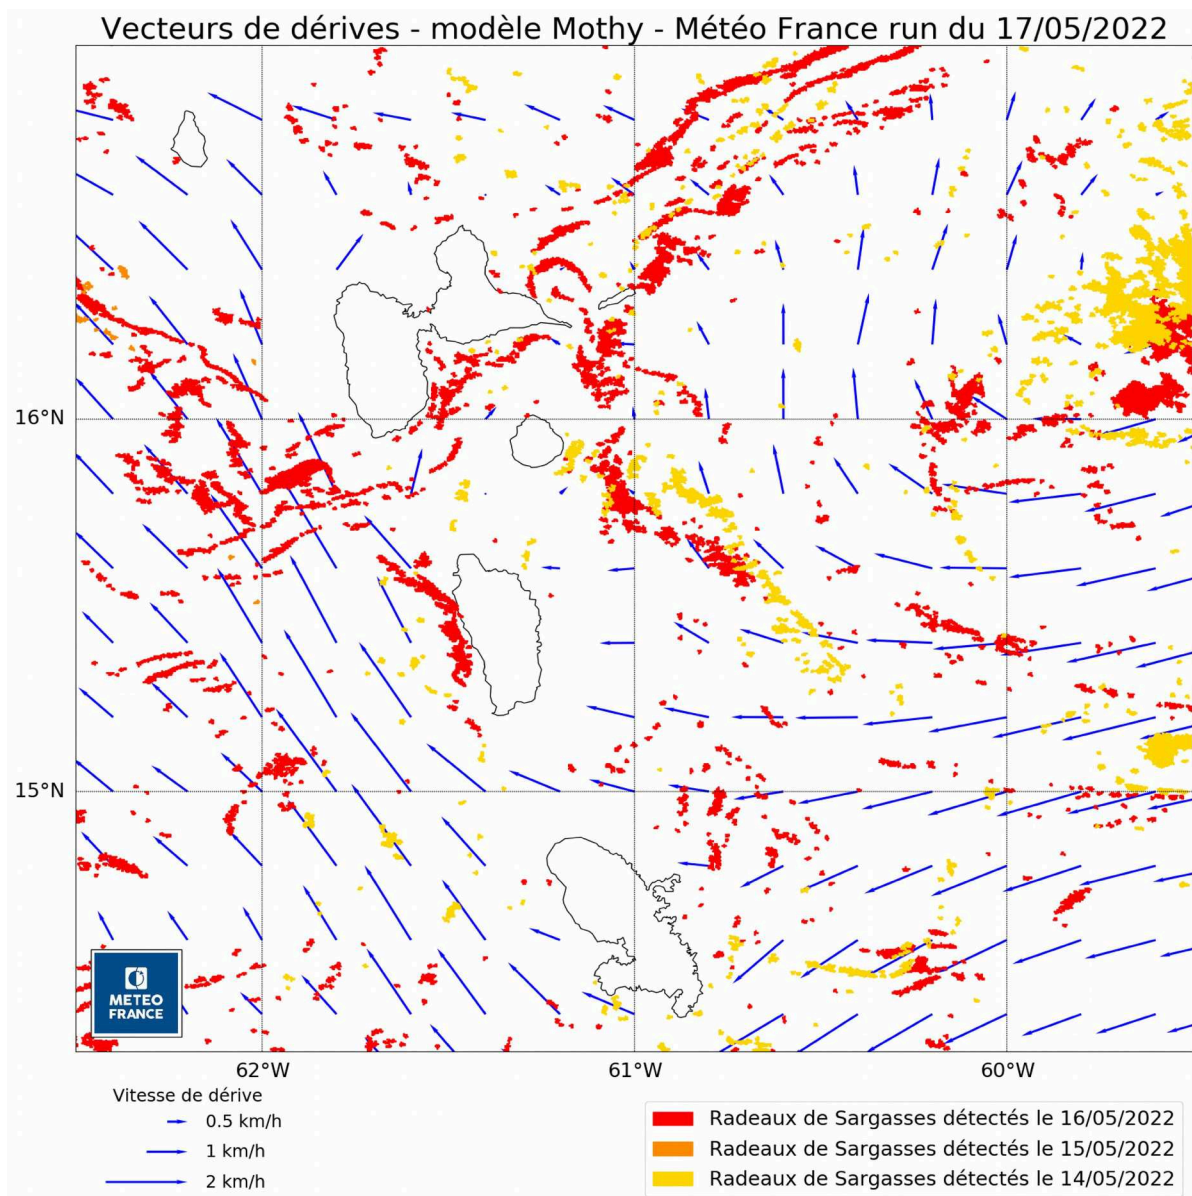 Vecteurs de dérives - modèle Mothy - Météo France run du 17/05/2022
16°N
15°N
METEO
FRANCE
62°W
61°W
60°W
Vitesse de dérive
0.5 km/h
1 km/h
2 km/h
Radeaux de Sargasses détectés le 16/05/2022
Radeaux de Sargasses détectés le 15/05/2022
Radeaux de Sargasses détectés le 14/05/2022